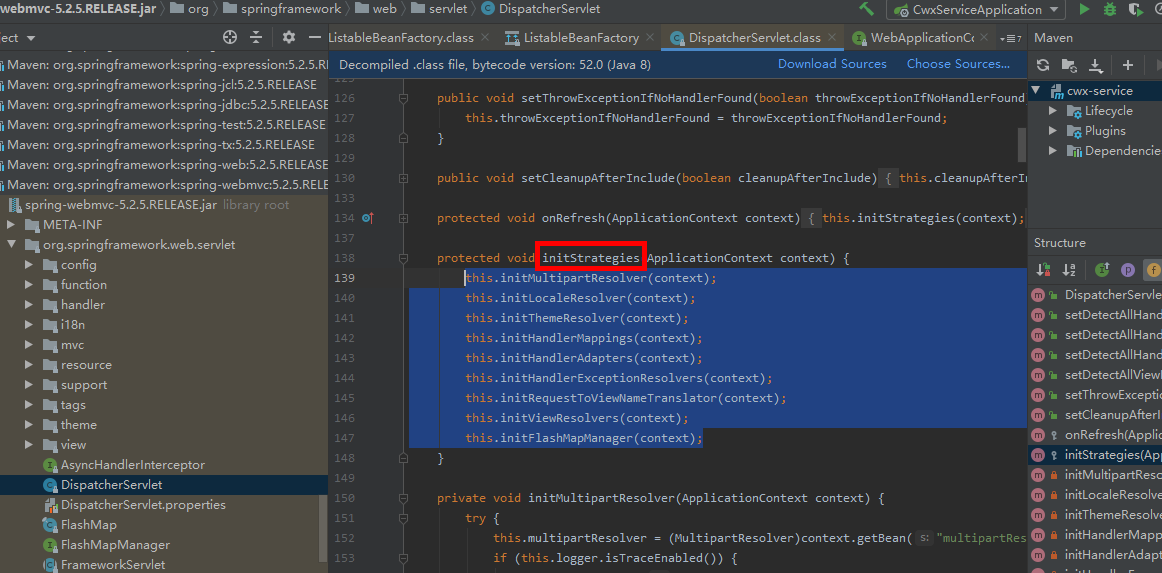 webmvc-5.2.5.RELEASE.jar org springframework web servlet DispatcherServlet CwxServiceApplication
ect ListableBeanFactory.class ListableBeanFactory DispatcherServlet.class WebApplicationCo Maven
Decompiled .class file, bytecode version: 52.0 (Java 8) Download Sources Choose Sources...
Maven: org.springframework:spring-expression:5.2.5.RE
Maven: org.springframework:spring-jcl:5.2.5.RELEASE
Maven: org.springframework:spring-jdbc:5.2.5.RELEASE
Maven: org.springframework:spring-test:5.2.5.RELEASE
Maven: org.springframework:spring-tx:5.2.5.RELEASE
Maven: org.springframework:spring-web:5.2.5.RELEASE
Maven: org.springframework:spring-webmvc:5.2.5.RELE
spring-webmvc-5.2.5.RELEASE.jar library root
META-INF
org.springframework.web.servlet
config
function
handler
i18n
mvc
resource
support
tags
theme
view
AsyncHandlerInterceptor
DispatcherServlet
DispatcherServlet.properties
FlashMap
FlashMapManager
FrameworkServlet
126 public void setThrowExceptionIfNoHandlerFound(boolean throwExceptionIfNoHandlerFound
127 this.throwExceptionIfNoHandlerFound = throwExceptionIfNoHandlerFound;
128 }
129
130 public void setCleanupAfterInclude(boolean cleanupAfterInclude) { this.cleanupAfterIn
133
134 protected void onRefresh(ApplicationContext context) { this.initStrategies(context);
137
138 protected void initStrategies(ApplicationContext context) {
139 this.initMultipartResolver(context);
140 this.initLocaleResolver(context);
141 this.initThemeResolver(context);
142 this.initHandlerMappings(context);
143 this.initHandlerAdapters(context);
144 this.initHandlerExceptionResolvers(context);
145 this.initRequestToViewNameTranslator(context);
146 this.initViewResolvers(context);
147 this.initFlashMapManager(context);
148 }
149
150 private void initMultipartResolver(ApplicationContext context) {
151 try {
152 this.multipartResolver = (MultipartResolver)context.getBean( s: "multipartRes
153 if (this.logger.isTraceEnabled()) {
cwx-service
Lifecycle
Plugins
Dependencie
Structure
DispatcherServle
setDetectAllHand
setDetectAllHand
setDetectAllHand
setDetectAllView
setThrowExceptio
setCleanupAfterI
onRefresh(Applic
initStrategies(Ap
initMultipartReso
initLocaleResolve
initThemeResolv
initHandlerMapp
initHandlerAdapt